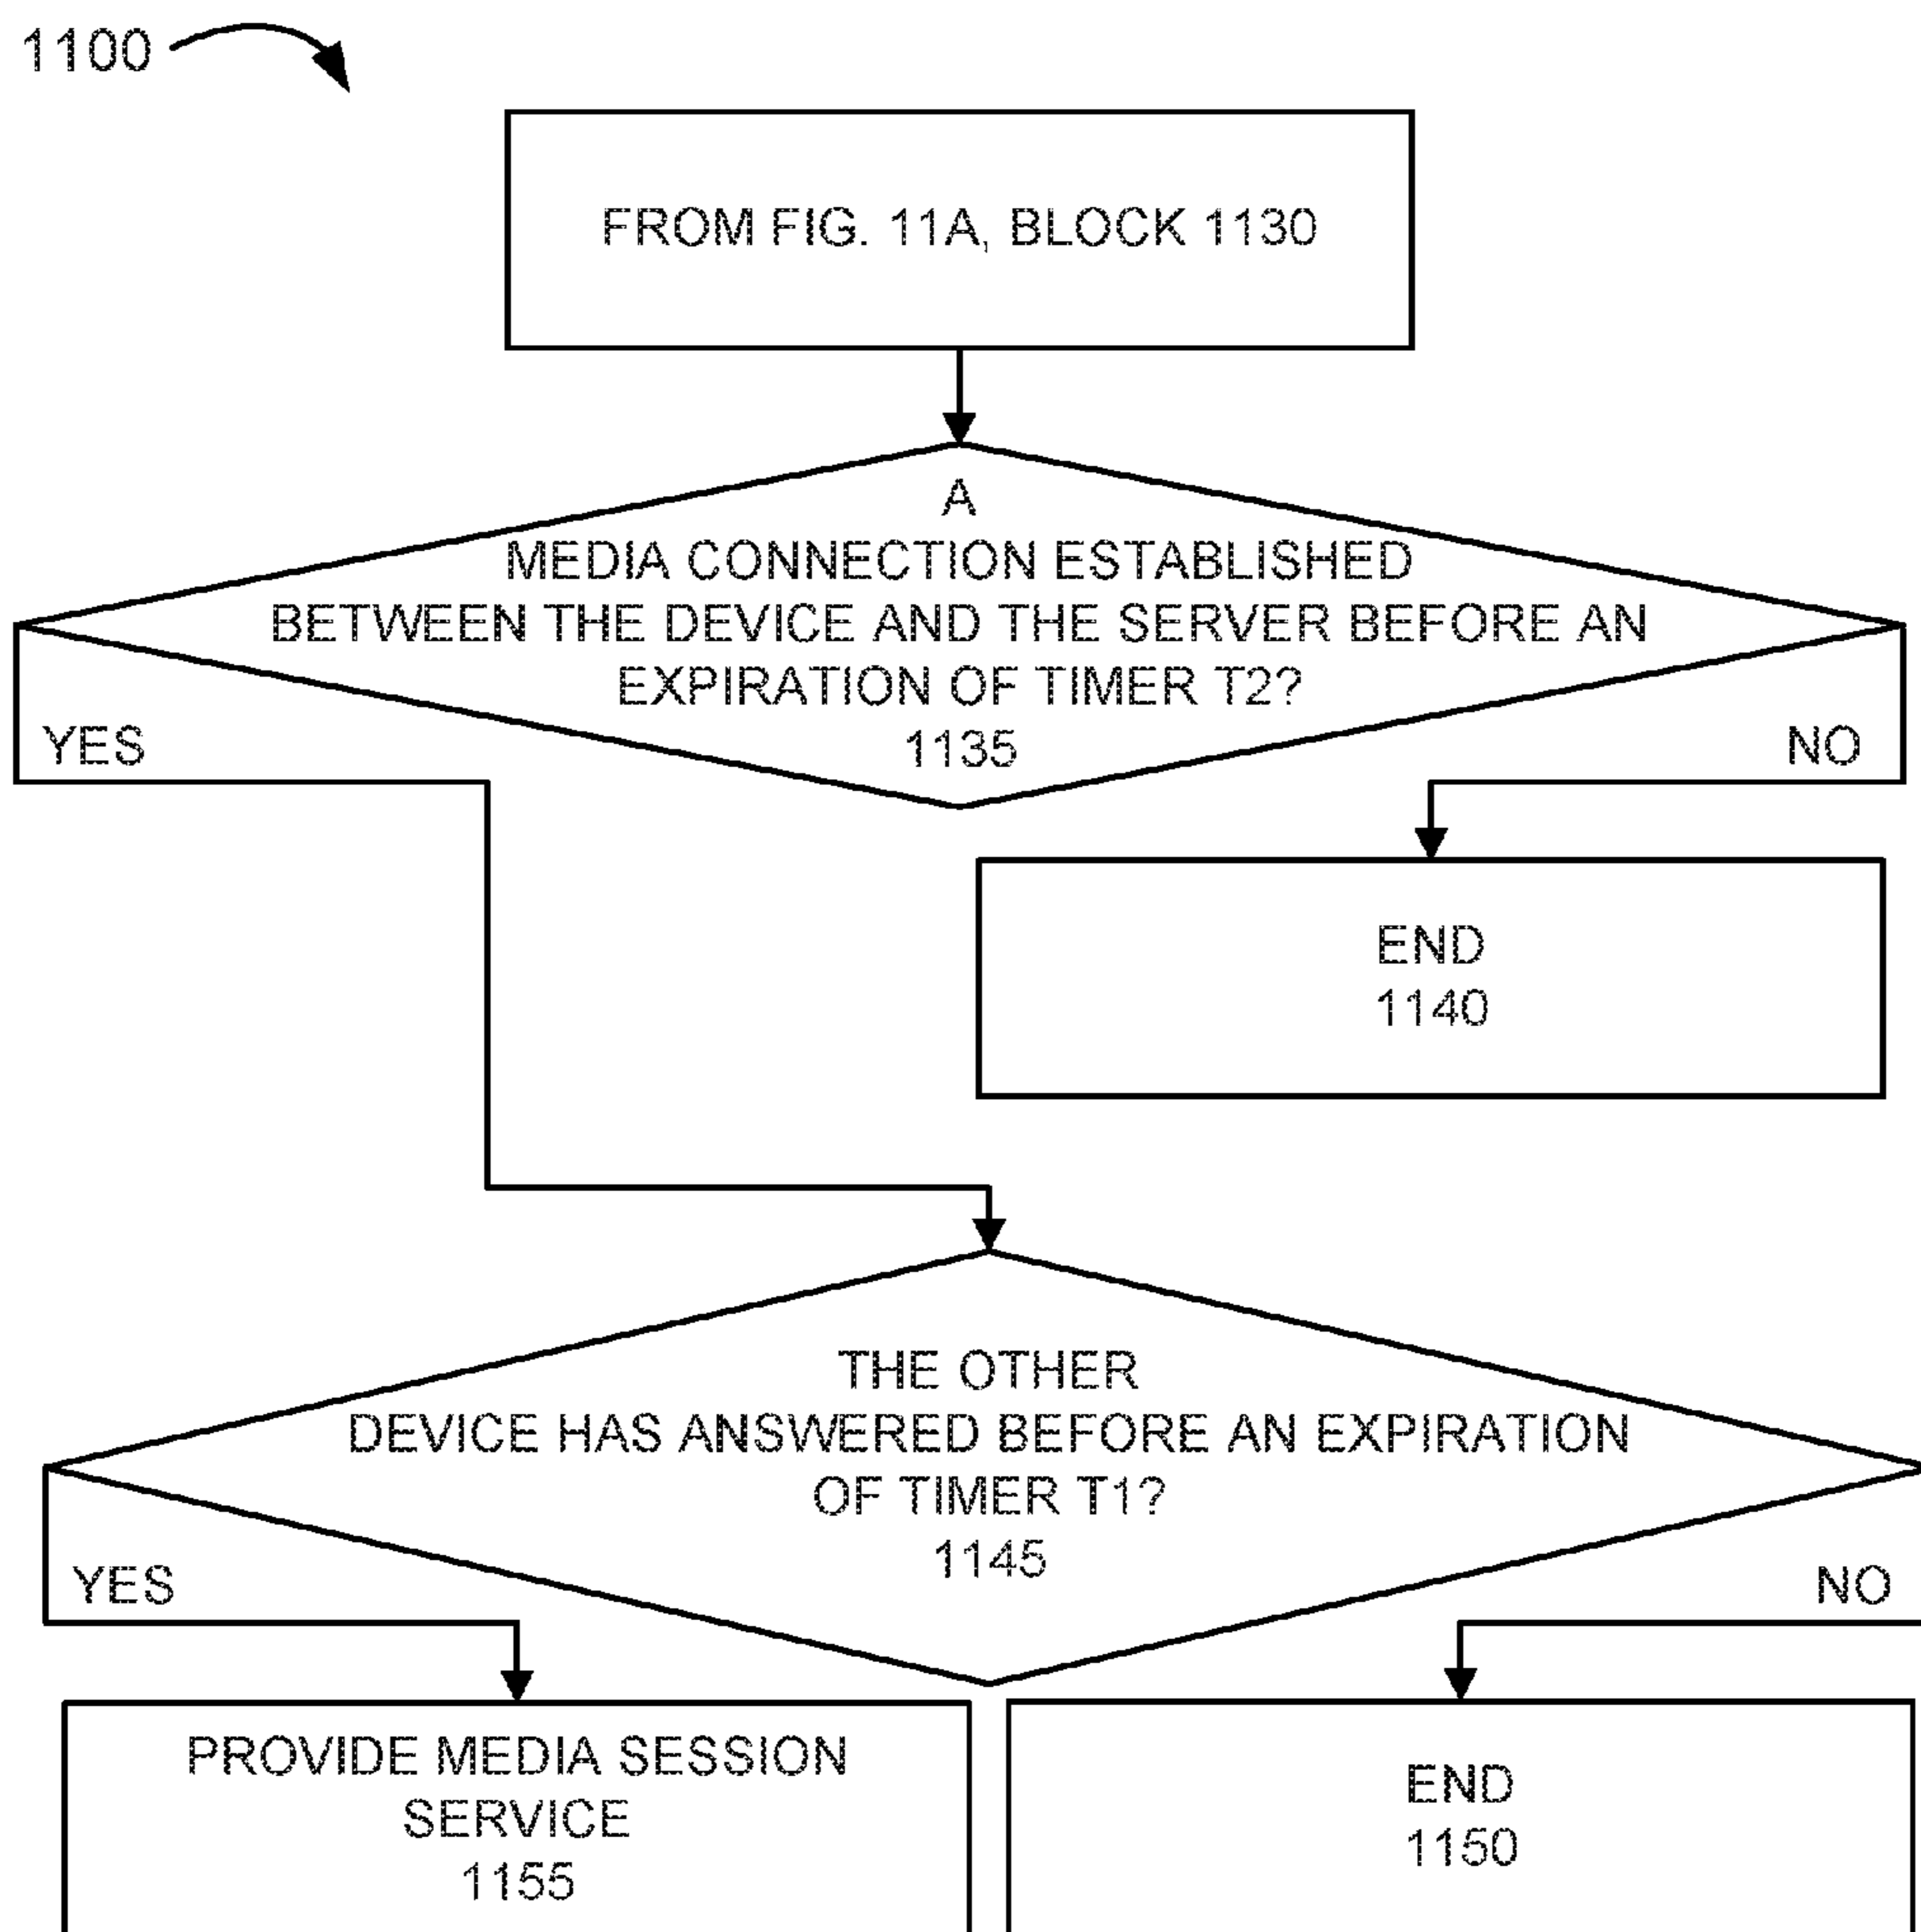 1100
FROM FIG. 11A, BLOCK 1130
A
MEDIA CONNECTION ESTABLISHED
BETWEEN THE DEVICE AND THE SERVER BEFORE AN
EXPIRATION OF TIMER T2?
1135
YES
NO
END
1140
THE OTHER
DEVICE HAS ANSWERED BEFORE AN EXPIRATION
OF TIMER T1?
1145
YES
NO
PROVIDE MEDIA SESSION
SERVICE
1155
END
1150